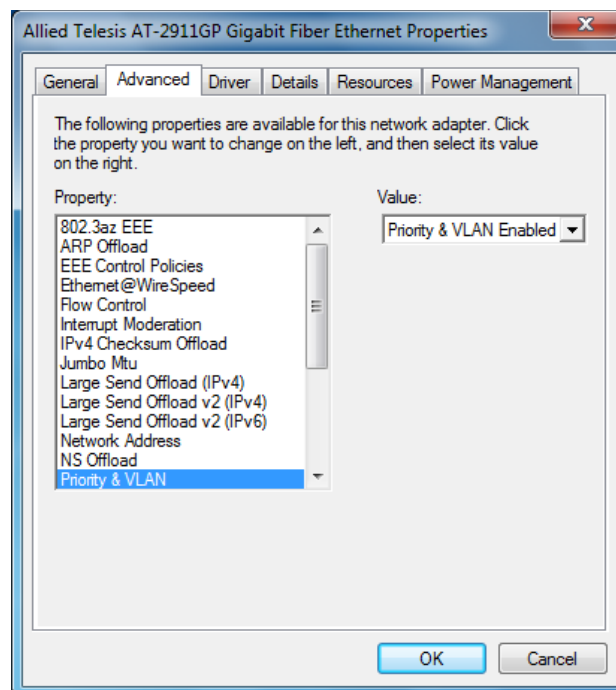 Allied Telesis AT-2911GP Gigabit Fiber Ethernet Properties
General Advanced Driver Details Resources Power Management
The following properties are available for this network adapter. Click
the property you want to change on the left, and then select its value
on the right.
Property:
802.3az EEE
ARP Offload
EEE Control Policies
Ethernet@WireSpeed
Flow Control
Interrupt Moderation
IPv4 Checksum Offload
Jumbo Mtu
Large Send Offload (IPv4)
Large Send Offload v2 (IPv4)
Large Send Offload v2 (IPv6)
Network Address
NS Offload
Priority & VLAN
Value:
Priority & VLAN Enabled
OK Cancel